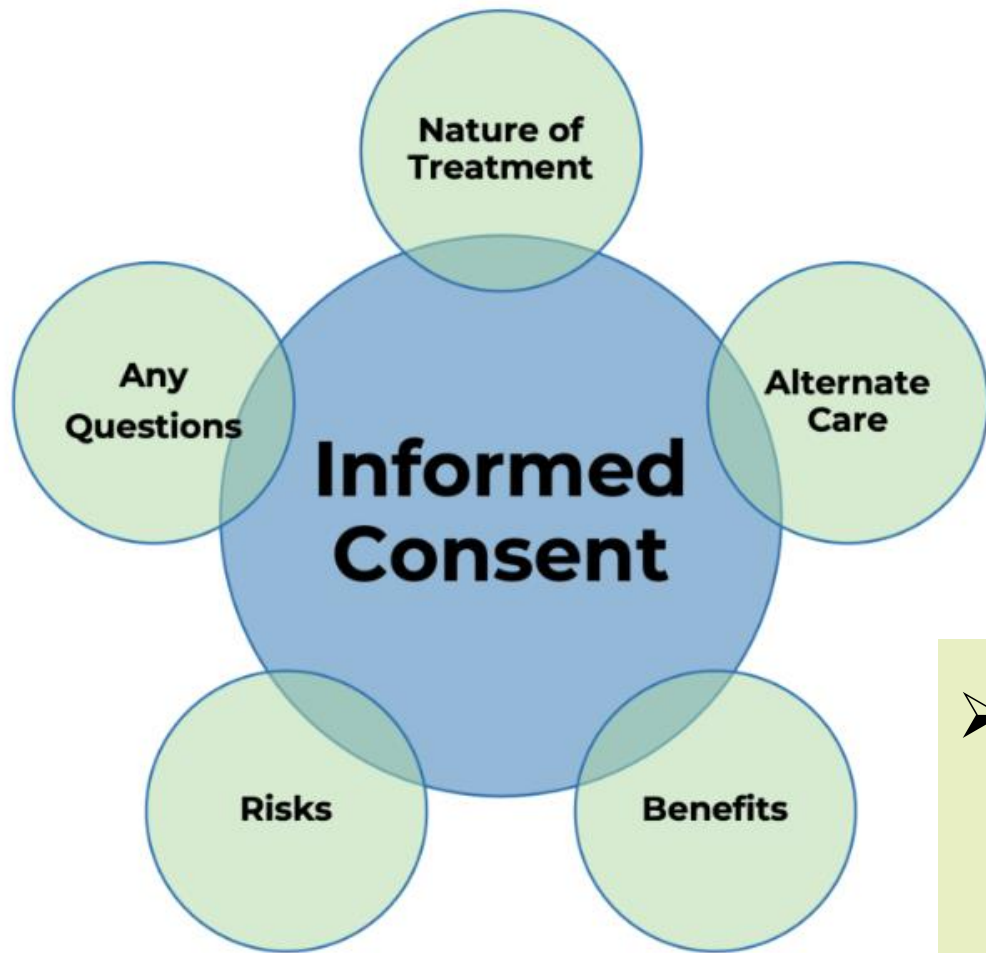 Nature of
Treatment
Any
Questions
Alternate
Care
Informed
Consent
Risks
Benefits